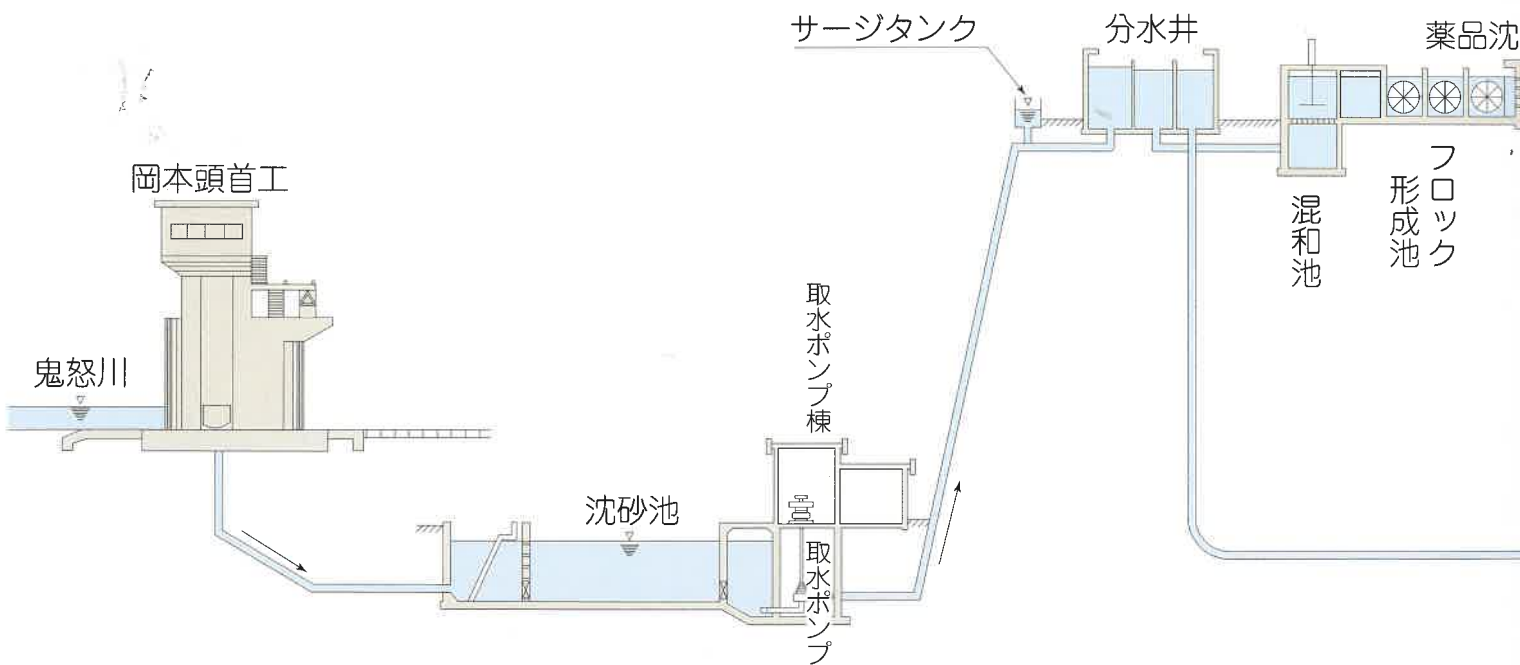 サージタンク
分水井
薬品沈
岡本頭首工
フロック
形成池
混和池
取水ポンプ棟
鬼怒川
沈砂池
取水ポンプ